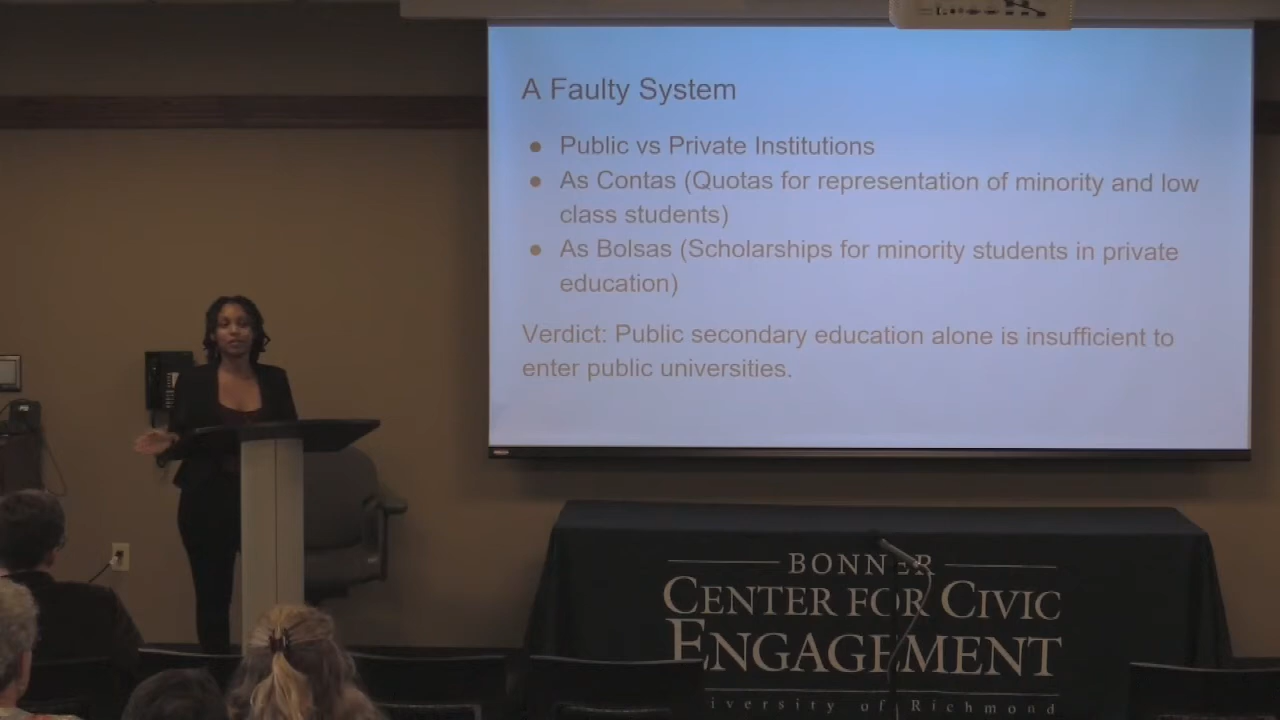 A Faulty System
● Public vs Private Institutions
● As Contas (Quotas for representation of minority and low
class students)
● As Bolsas (Scholarships for minority students in private
education)
Verdict: Public secondary education alone is insufficient to
enter public universities.
BONNER
CENTER FOR CIVIC
ENGAGEMENT
iversity of Richmond